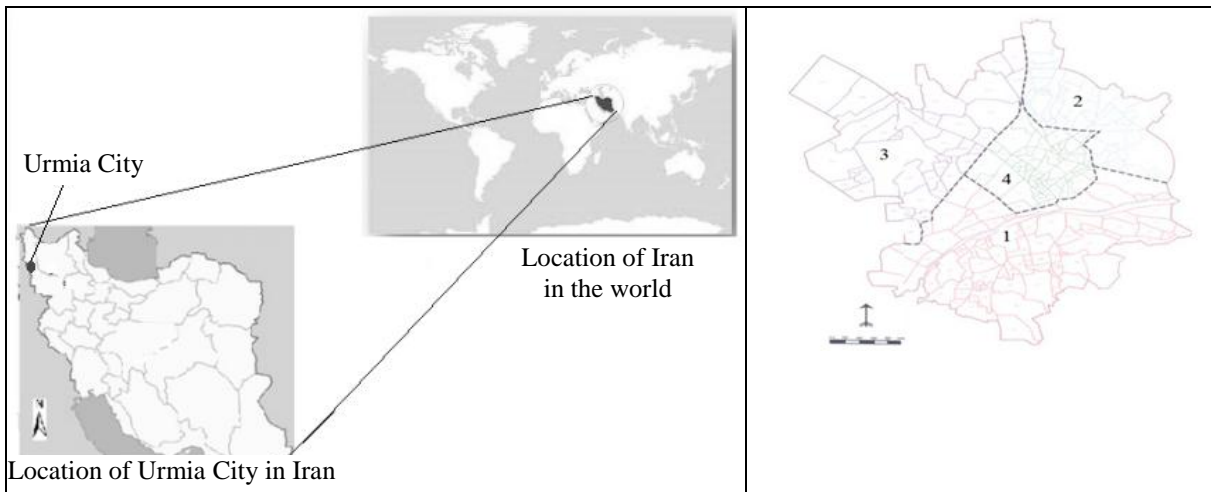 Urmia City
Location of Iran
in the world
Location of Urmia City in Iran
N
2
3
4
1